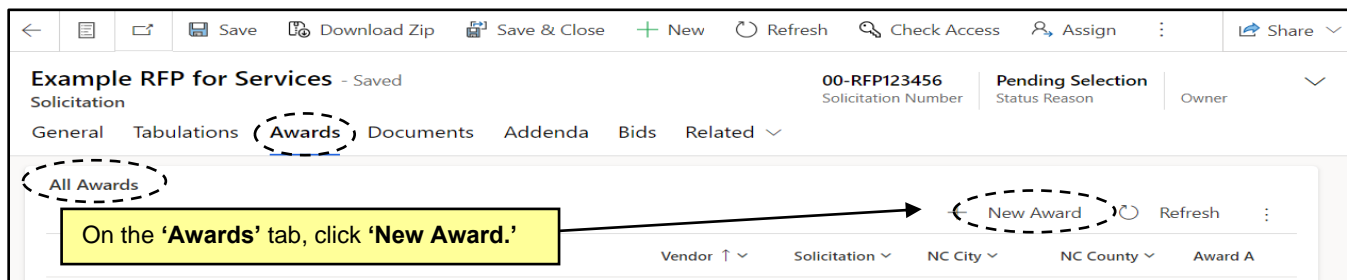 Save Download Zip Save & Close New Refresh Check Access Assign Share
Example RFP for Services - Saved 00-RFP123456 Pending Selection
Solicitation Solicitation Number Status Reason Owner
General Tabulations Awards Documents Addenda Bids Related
All Awards
New Award Refresh
On the 'Awards' tab, click 'New Award.'
Vendor Solicitation NC City NC County Award A